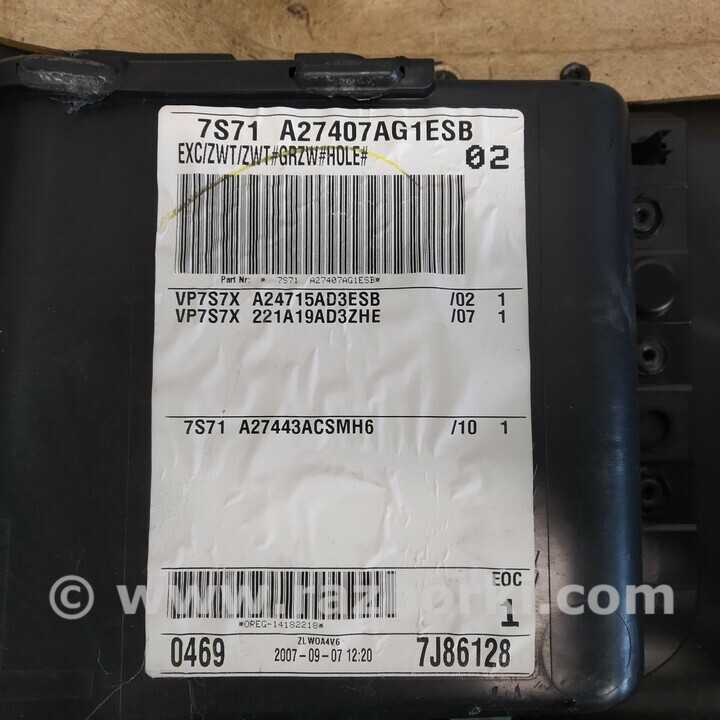 7S71 A27407AG1ESB
EXC/ZWT/ZWT#GRZW#HOLE# 02
Part Nr: * 7S71 A27407AG1ESB*
VP7S7X A24715AD3ESB /02 1
VP7S7X 221A19AD3ZHE /07 1
7S71 A27443ACSMH6 /10 1
© www.razborki.com
EOC
1
*OREG-14182218*
ZLWOA4V6
0469 2007-09-07 12:20 7J86128